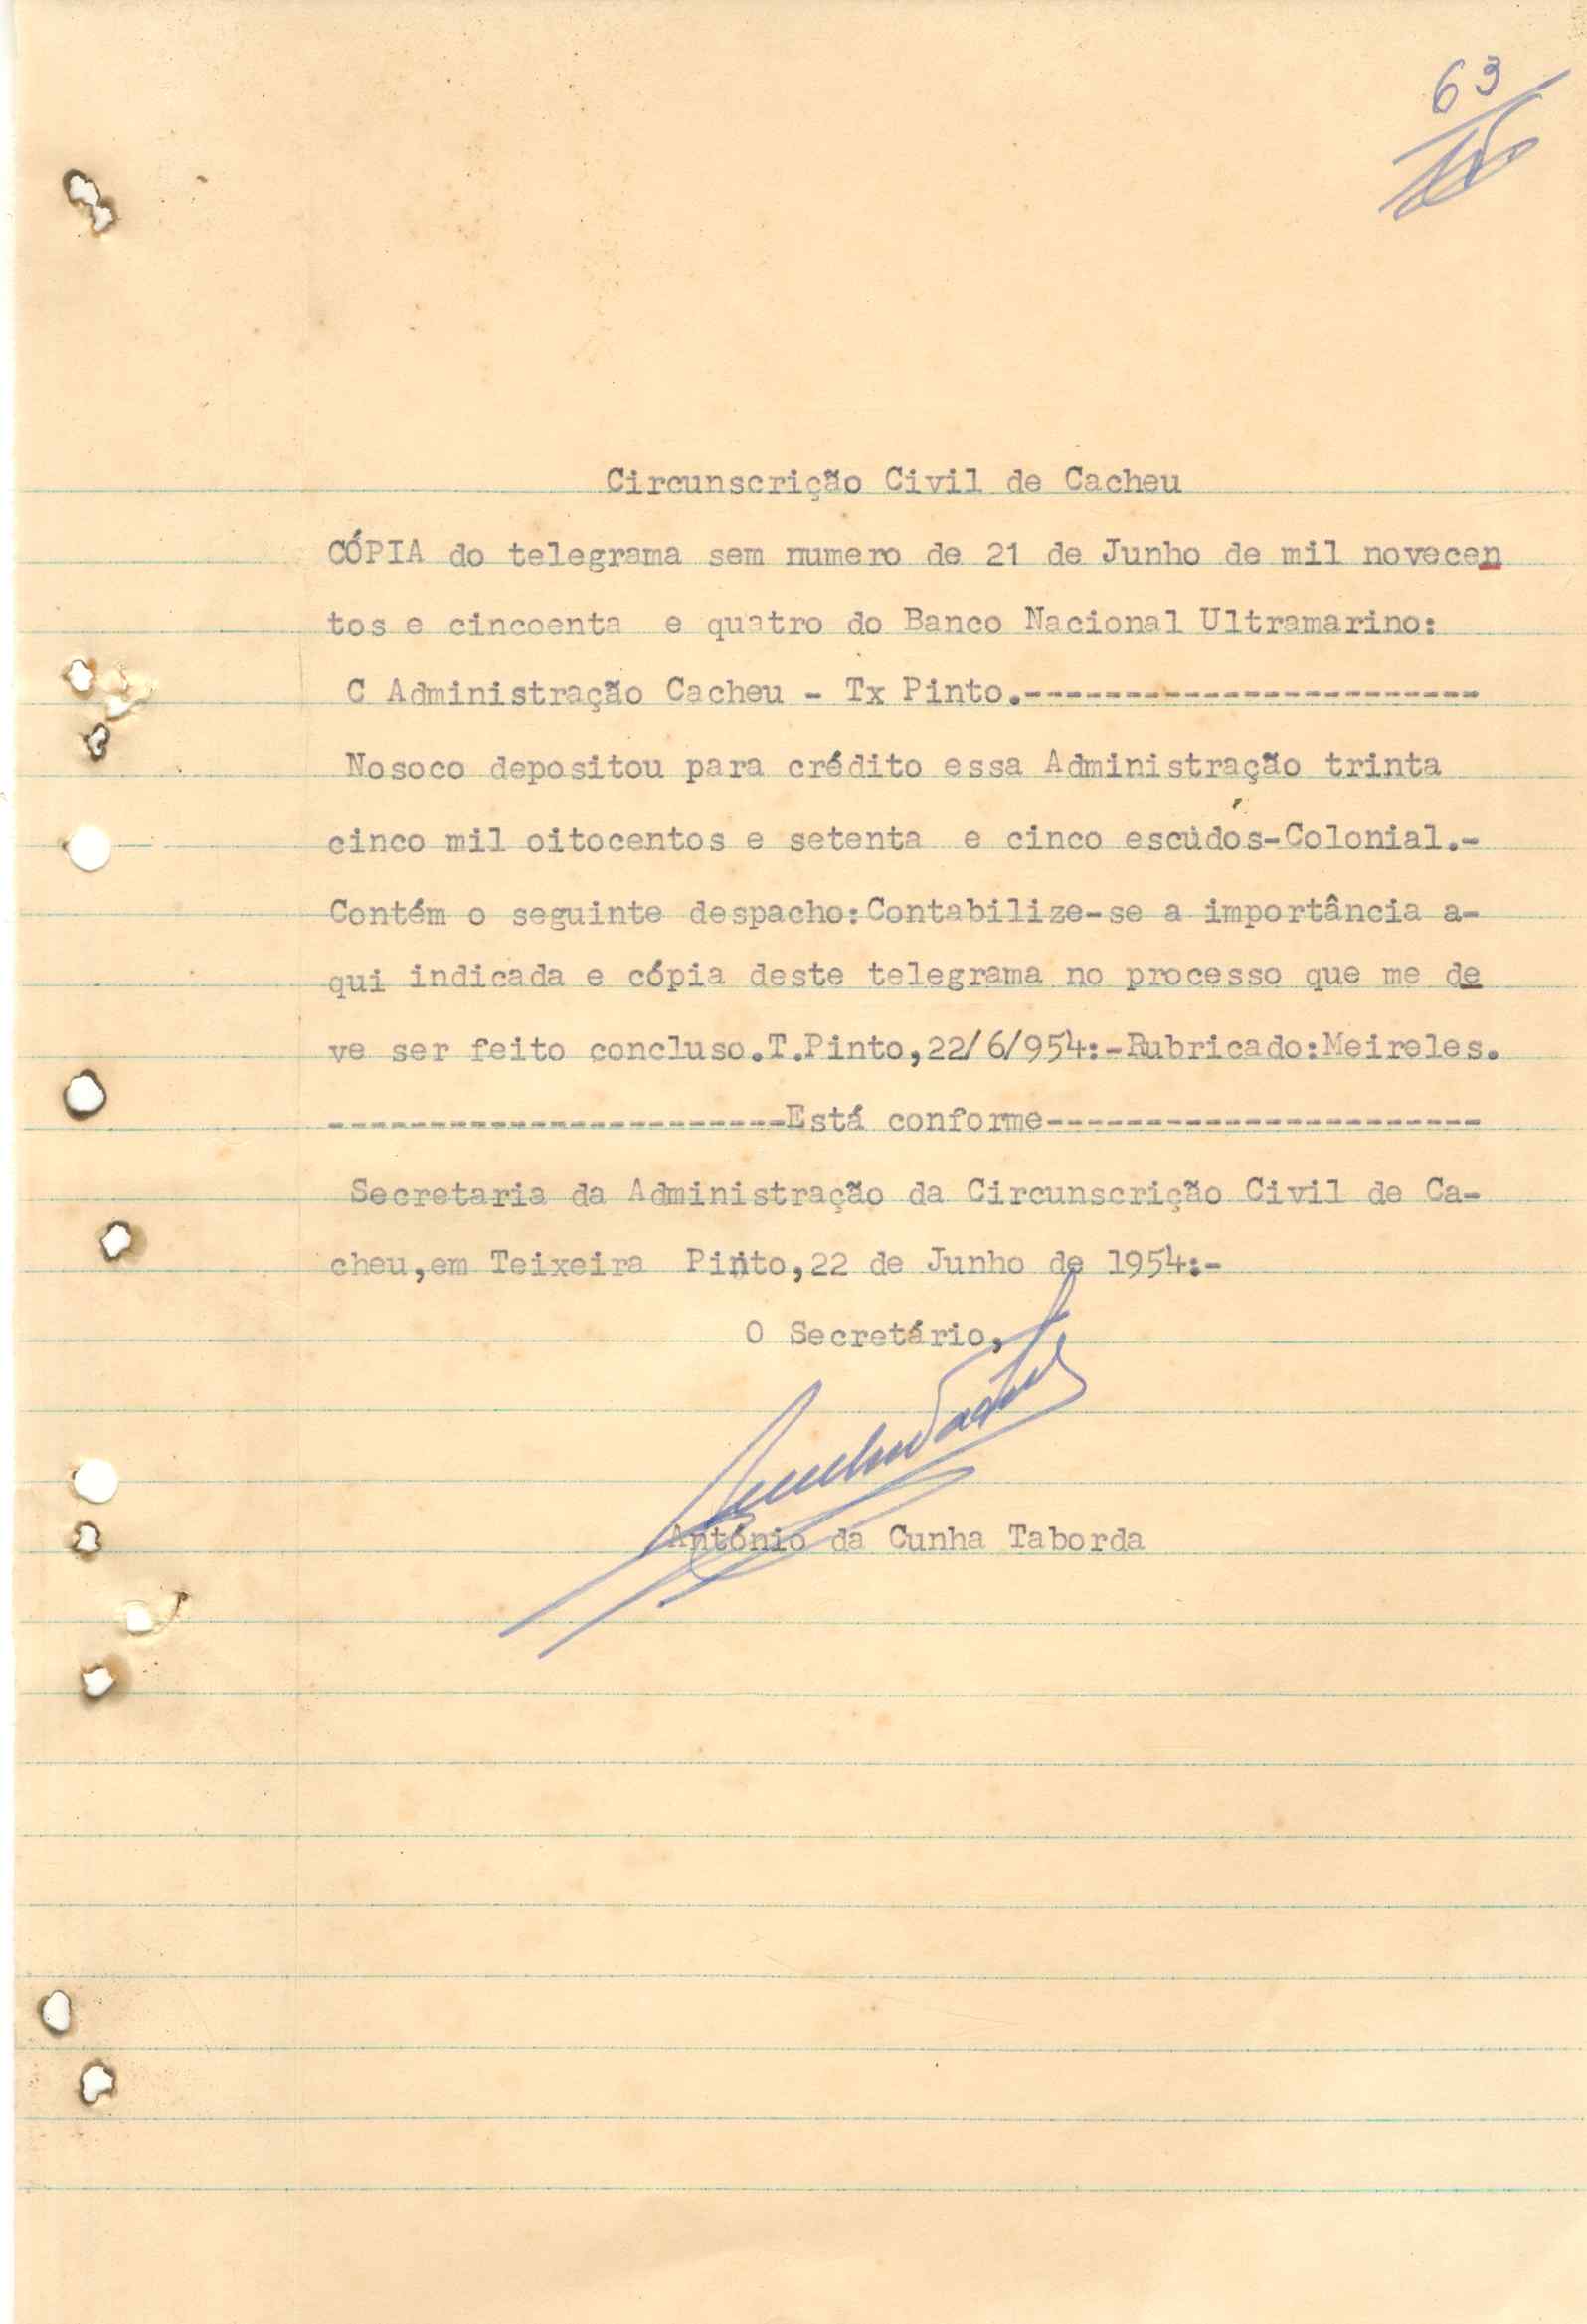 63
Circunscrição Civil de Cacheu
CÓPIA do telegrama sem numero de 21 de Junho de mil novecen
tos e cincoenta e quatro do Banco Nacional Ultramarino:
C Administração Cacheu - Tx Pinto.-----------------------
Nosoco depositou para crédito essa Administração trinta
cinco mil oitocentos e setenta e cinco escúdos-Colonial.-
Contém o seguinte despacho:Contabilize-se a importância a-
qui indicada e cópia deste telegrama no processo que me de
ve ser feito concluso.T.Pinto,22/6/954:-Rubricado:Meireles.
-----------------------Está conforme----------------------
Secretaria da Administração da Circunscrição Civil de Ca-
cheu,em Teixeira Pinto,22 de Junho de 1954:-
O Secretário,
António da Cunha Taborda